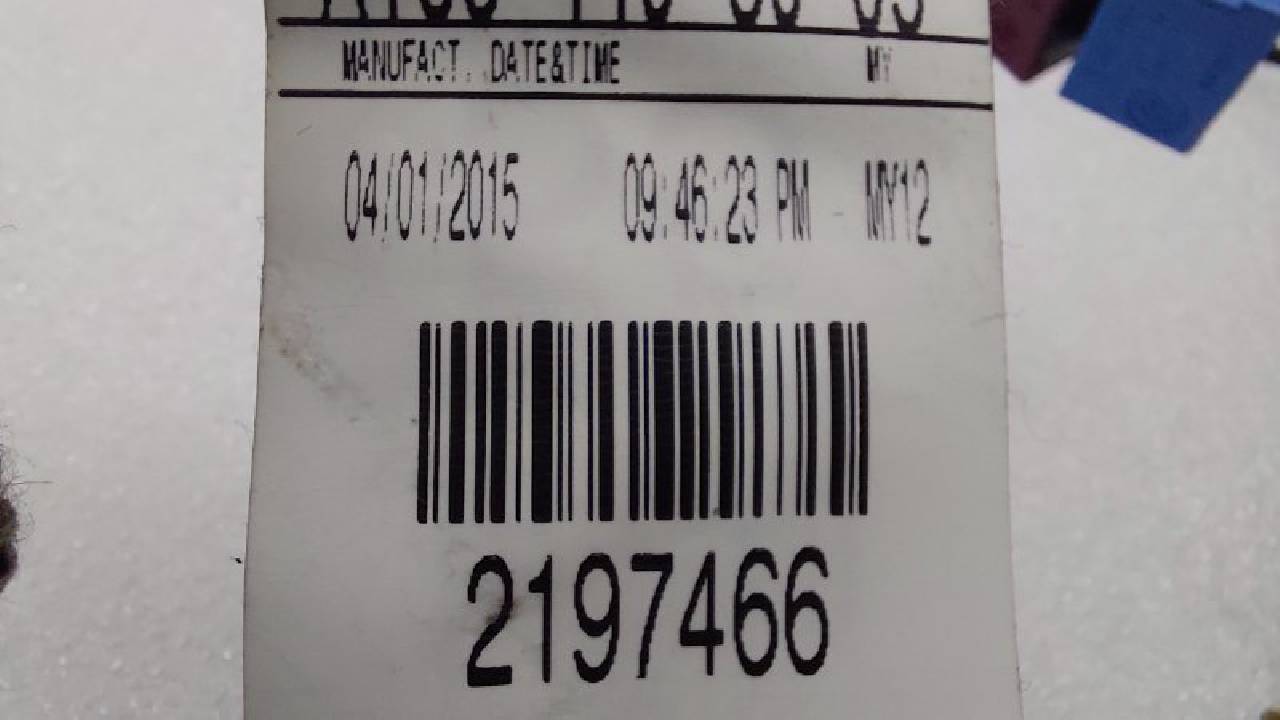 MANUFACT. DATE&TIME MY
04/01/2015 09:46:23 PM - MY12
2197466